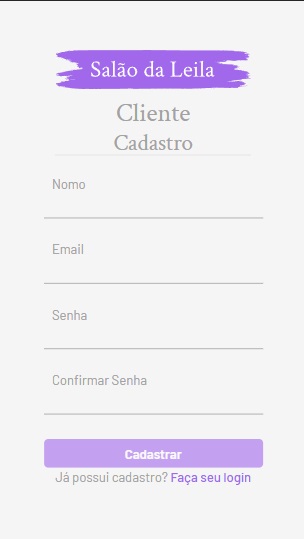 Salão da Leila
Cliente
Cadastro
Nomo
Email
Senha
Confirmar Senha
Cadastrar
Já possui cadastro? Faça seu login